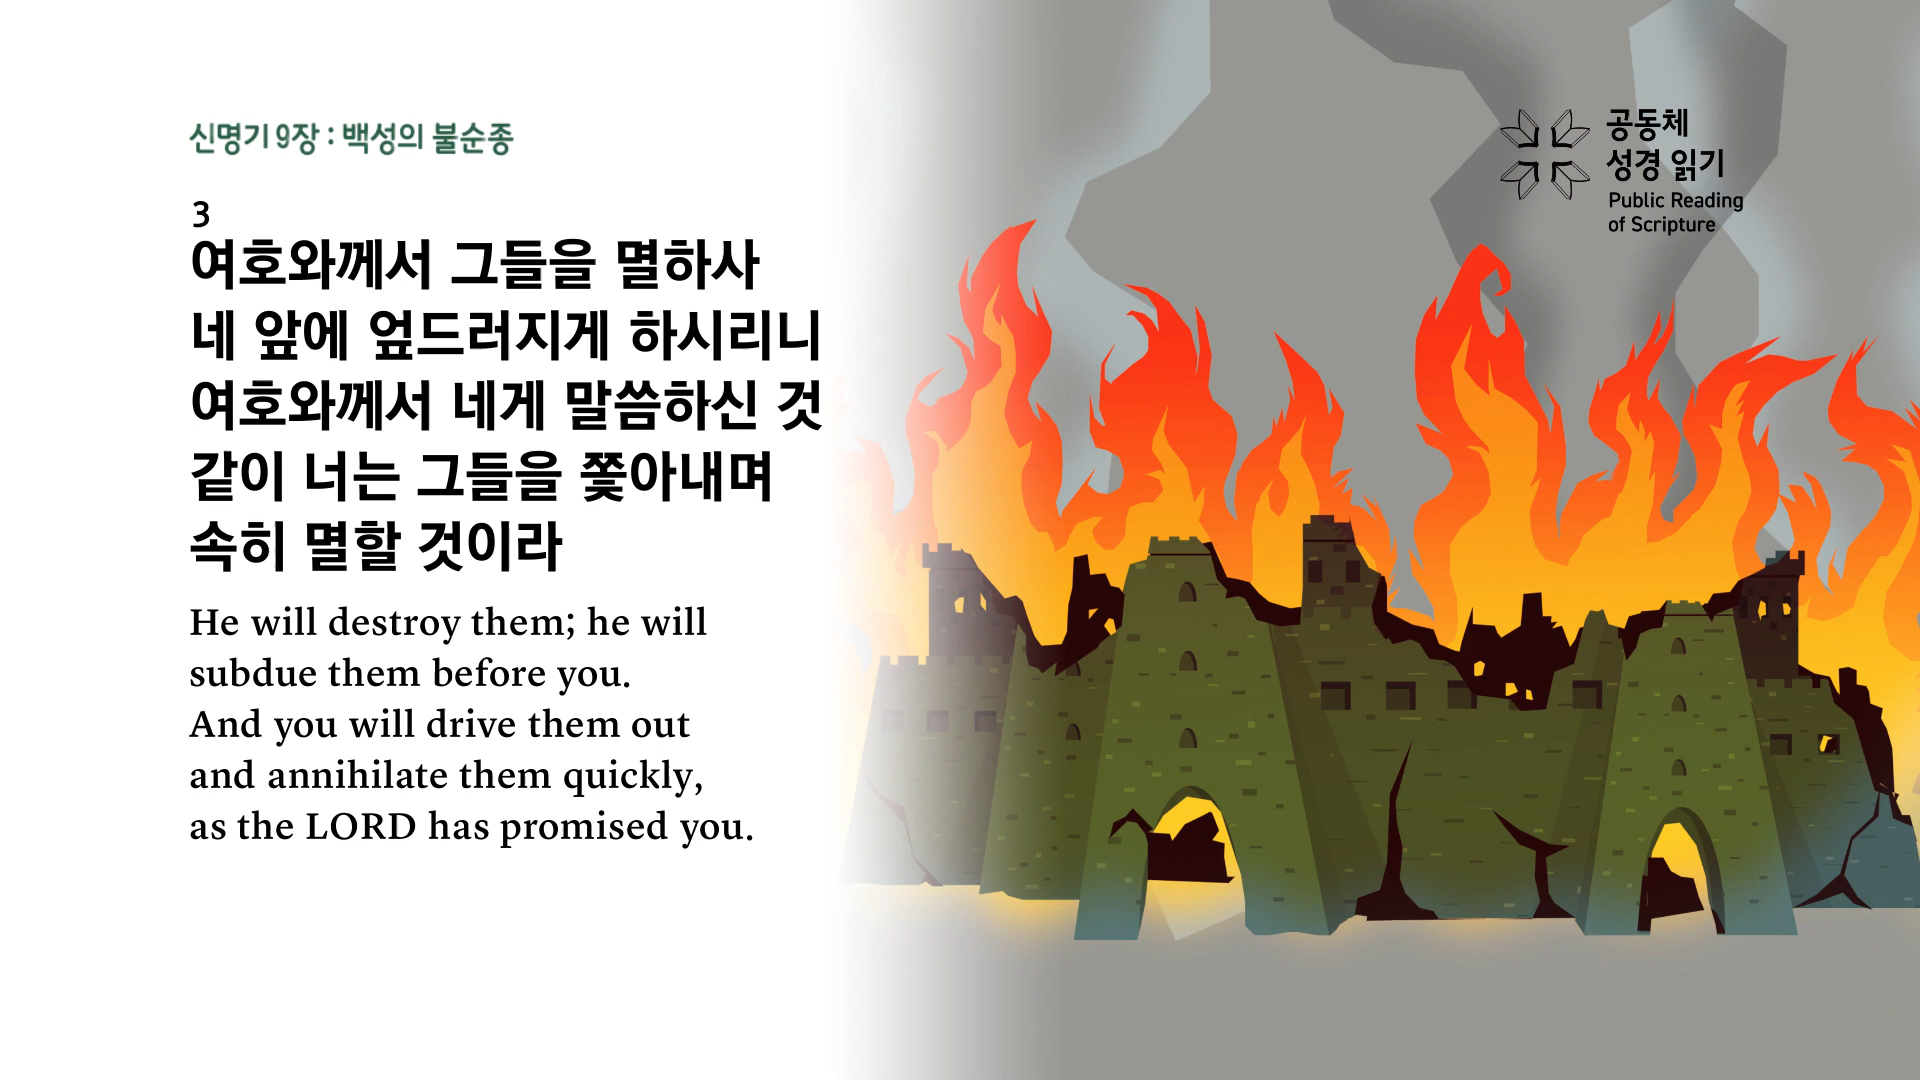 신명기 9장 : 백성의 불순종
3
여호와께서 그들을 멸하사
네 앞에 엎드러지게 하시리니
여호와께서 네게 말씀하신 것
같이 너는 그들을 쫓아내며
속히 멸할 것이라
He will destroy them; he will
subdue them before you.
And you will drive them out
and annihilate them quickly,
as the LORD has promised you.
공동체
성경 읽기
Public Reading
of Scripture